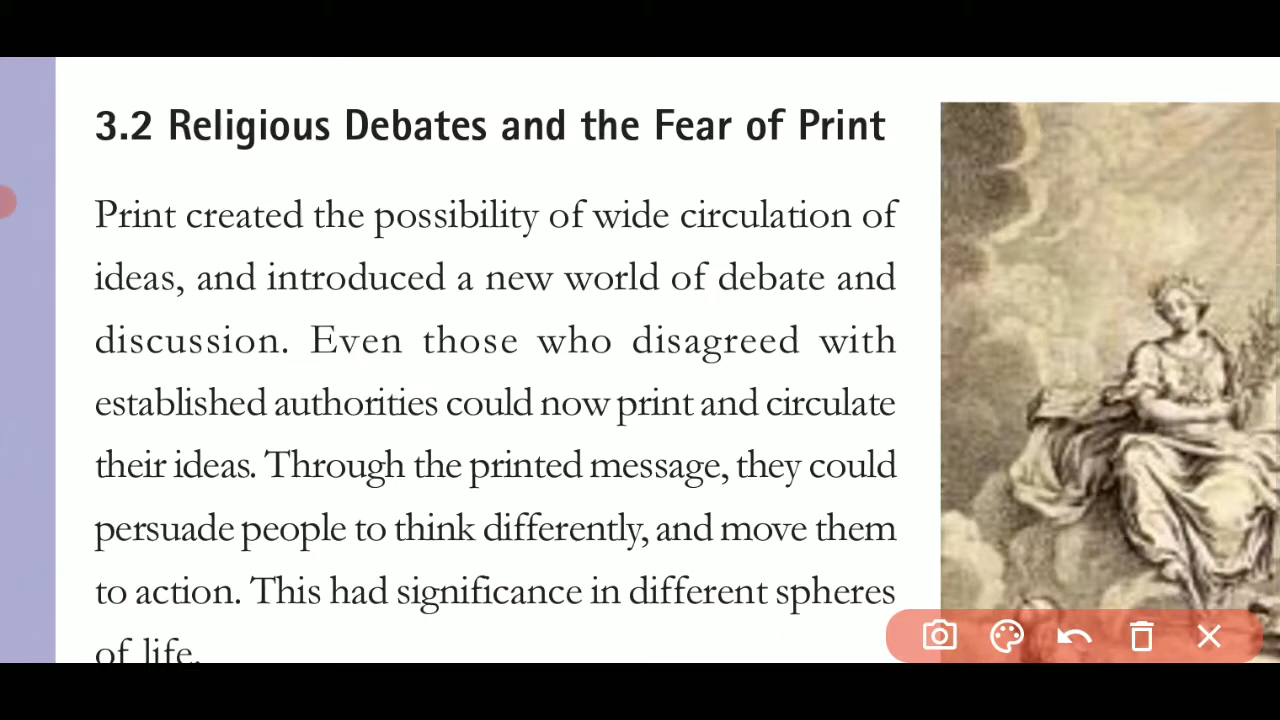 3.2 Religious Debates and the Fear of Print
Print created the possibility of wide circulation of
ideas, and introduced a new world of debate and
discussion. Even those who disagreed with
established authorities could now print and circulate
their ideas. Through the printed message, they could
persuade people to think differently, and move them
to action. This had significance in different spheres
of life.